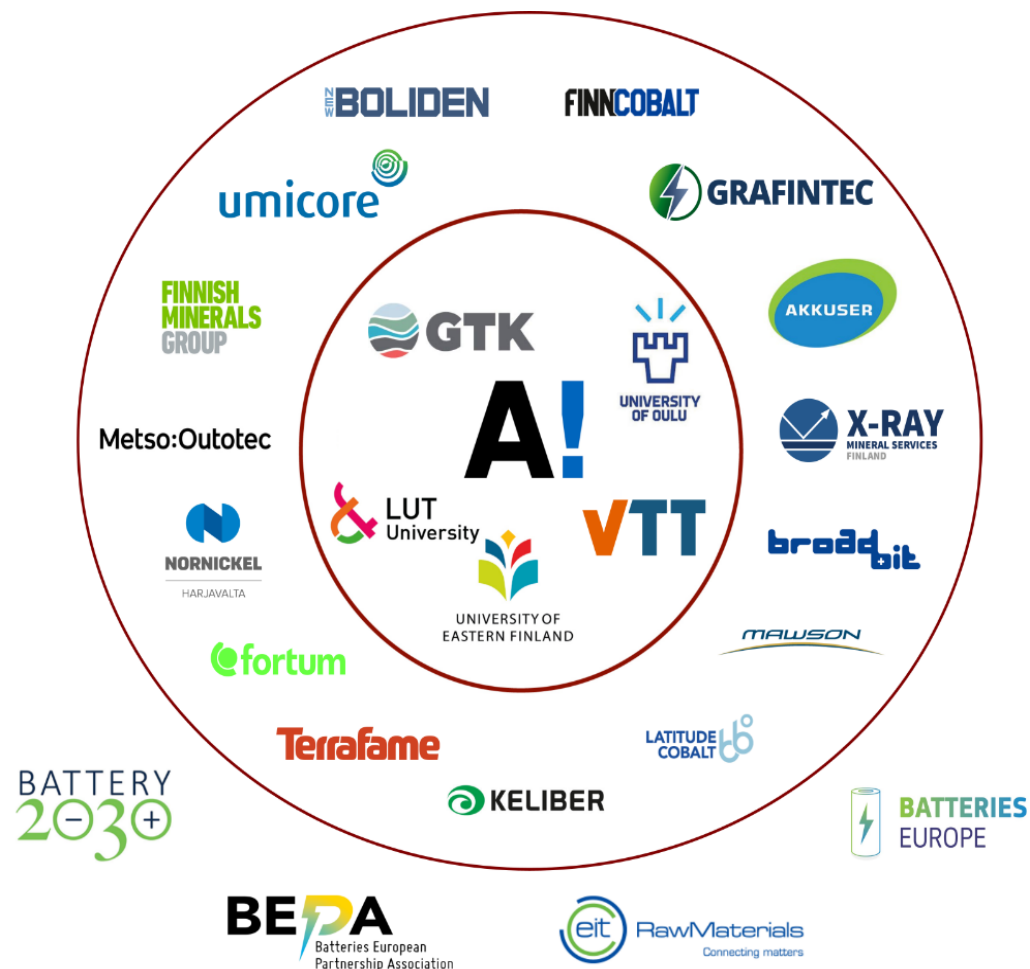 NEW BOLIDEN
FINNCOBALT
umicore
GRAFINTEC
FINNISH
MINERALS
GROUP
GTK
UNIVERSITY
OF OULU
AKKUSER
A!
Metso:Outotec
X-RAY
MINERAL SERVICES
FINLAND
& LUT
University
VTT
NORNICKEL
HARJAVALTA
broadbit
UNIVERSITY OF
EASTERN FINLAND
MAWSON
fortum
Terrafame
LATITUDE
COBALT
KELIBER
BATTERY
2030
BATTERIES
EUROPE
BEPA
Batteries European
Partnership Association
eit RawMaterials
Connecting matters